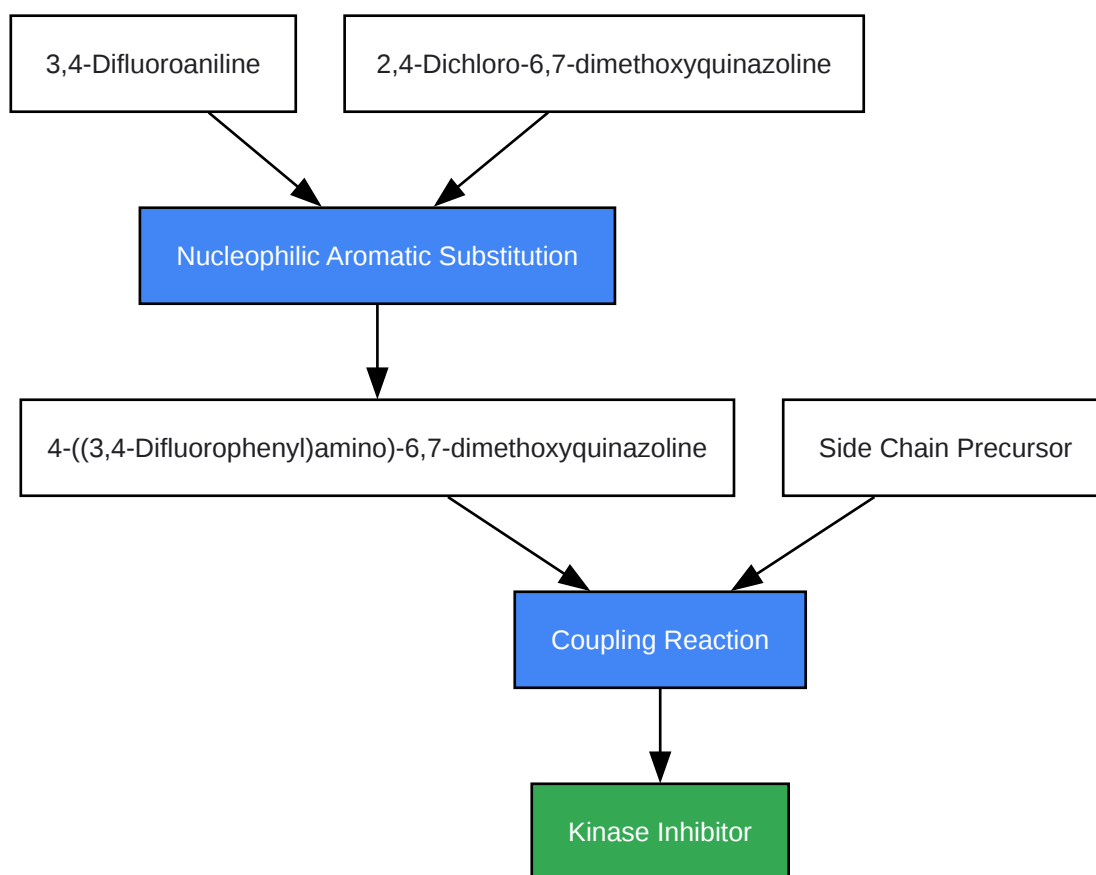 3,4-Difluoroaniline
2,4-Dichloro-6,7-dimethoxyquinazoline
Nucleophilic Aromatic Substitution
4-((3,4-Difluorophenyl)amino)-6,7-dimethoxyquinazoline
Side Chain Precursor
Coupling Reaction
Kinase Inhibitor